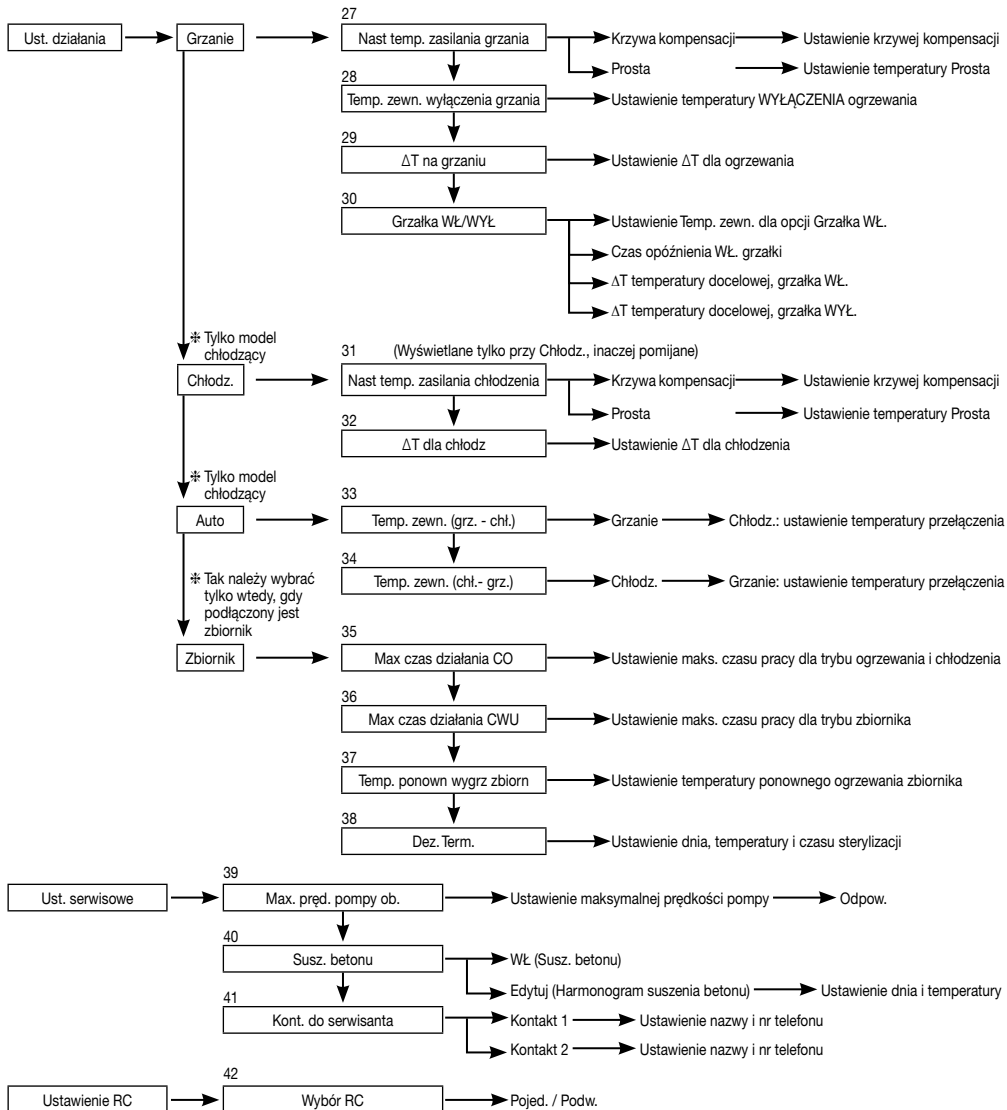 27
Ust. działania
Grzanie
Nast temp. zasilania grzania
Krzywa kompensacji
Ustawienie krzywej kompensacji
Prosta
Ustawienie temperatury Prosta
28
Temp. zewn. wyłączenia grzania
Ustawienie temperatury WYŁĄCZENIA ogrzewania
29
ΔT na grzaniu
Ustawienie ΔT dla ogrzewania
30
Grzałka WŁ/WYŁ
Ustawienie Temp. zewn. dla opcji Grzałka WŁ.
Czas opóźnienia WŁ. grzałki
ΔT temperatury docelowej, grzałka WŁ.
ΔT temperatury docelowej, grzałka WYŁ.
⁜ Tylko model
chłodzący
31 (Wyświetlane tylko przy Chłodz., inaczej pomijane)
Chłodz.
Nast temp. zasilania chłodzenia
Krzywa kompensacji
Ustawienie krzywej kompensacji
Prosta
Ustawienie temperatury Prosta
32
ΔT dla chłodz
Ustawienie ΔT dla chłodzenia
⁜ Tylko model
chłodzący
33
Auto
Temp. zewn. (grz. - chł.)
Grzanie
Chłodz.: ustawienie temperatury przełączenia
34
Temp. zewn. (chł.- grz.)
Chłodz.
Grzanie: ustawienie temperatury przełączenia
⁜ Tak należy wybrać
tylko wtedy, gdy
podłączony jest
zbiornik
35
Zbiornik
Max czas działania CO
Ustawienie maks. czasu pracy dla trybu ogrzewania i chłodzenia
36
Max czas działania CWU
Ustawienie maks. czasu pracy dla trybu zbiornika
37
Temp. ponown wygrz zbiorn
Ustawienie temperatury ponownego ogrzewania zbiornika
38
Dez. Term.
Ustawienie dnia, temperatury i czasu sterylizacji
39
Ust. serwisowe
Max. pręd. pompy ob.
Ustawienie maksymalnej prędkości pompy
Odpow.
40
Susz. betonu
WŁ (Susz. betonu)
Edytuj (Harmonogram suszenia betonu)
Ustawienie dnia i temperatury
41
Kont. do serwisanta
Kontakt 1
Ustawienie nazwy i nr telefonu
Kontakt 2
Ustawienie nazwy i nr telefonu
42
Ustawienie RC
Wybór RC
Pojed. / Podw.